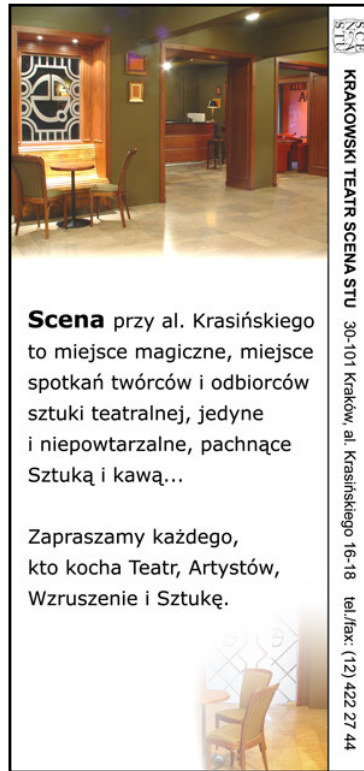 Scena przy al. Krasińskiego
to miejsce magiczne, miejsce
spotkań twórców i odbiorców
sztuki teatralnej, jedyne
i niepowtarzalne, pachnące
Sztuką i kawą...
Zapraszamy każdego,
kto kocha Teatr, Artystów,
Wzruszenie i Sztukę.
KRAKOWSKI TEATR SCENA STU 30-101 Kraków, al. Krasińskiego 16-18 tel./fax: (12) 422 27 44